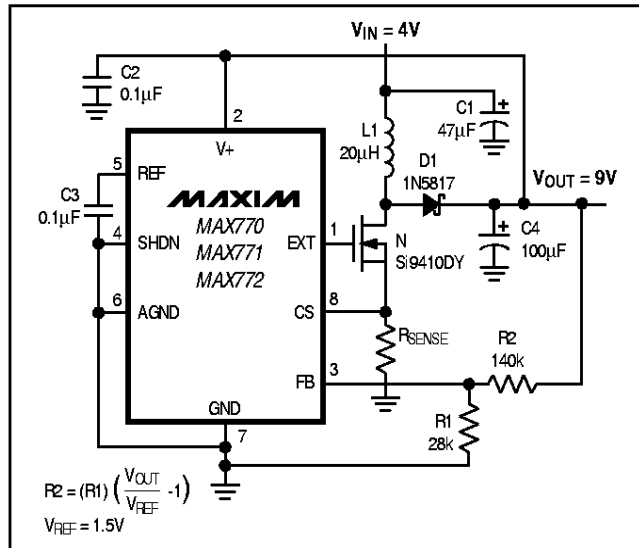 V_IN = 4V
C2
0.1µF
2
V+
C1
47µF
L1
20µH
D1
1N5817
V_OUT = 9V
5
REF
C3
0.1µF
MAXIM
MAX770
MAX771
MAX772
4
SHDN
EXT
1
N
Si9410DY
C4
100µF
6
AGND
CS
8
R_SENSE
R2
140k
FB
3
GND
7
R1
28k
R2 = (R1) (V_OUT/V_REF -1)
V_REF = 1.5V